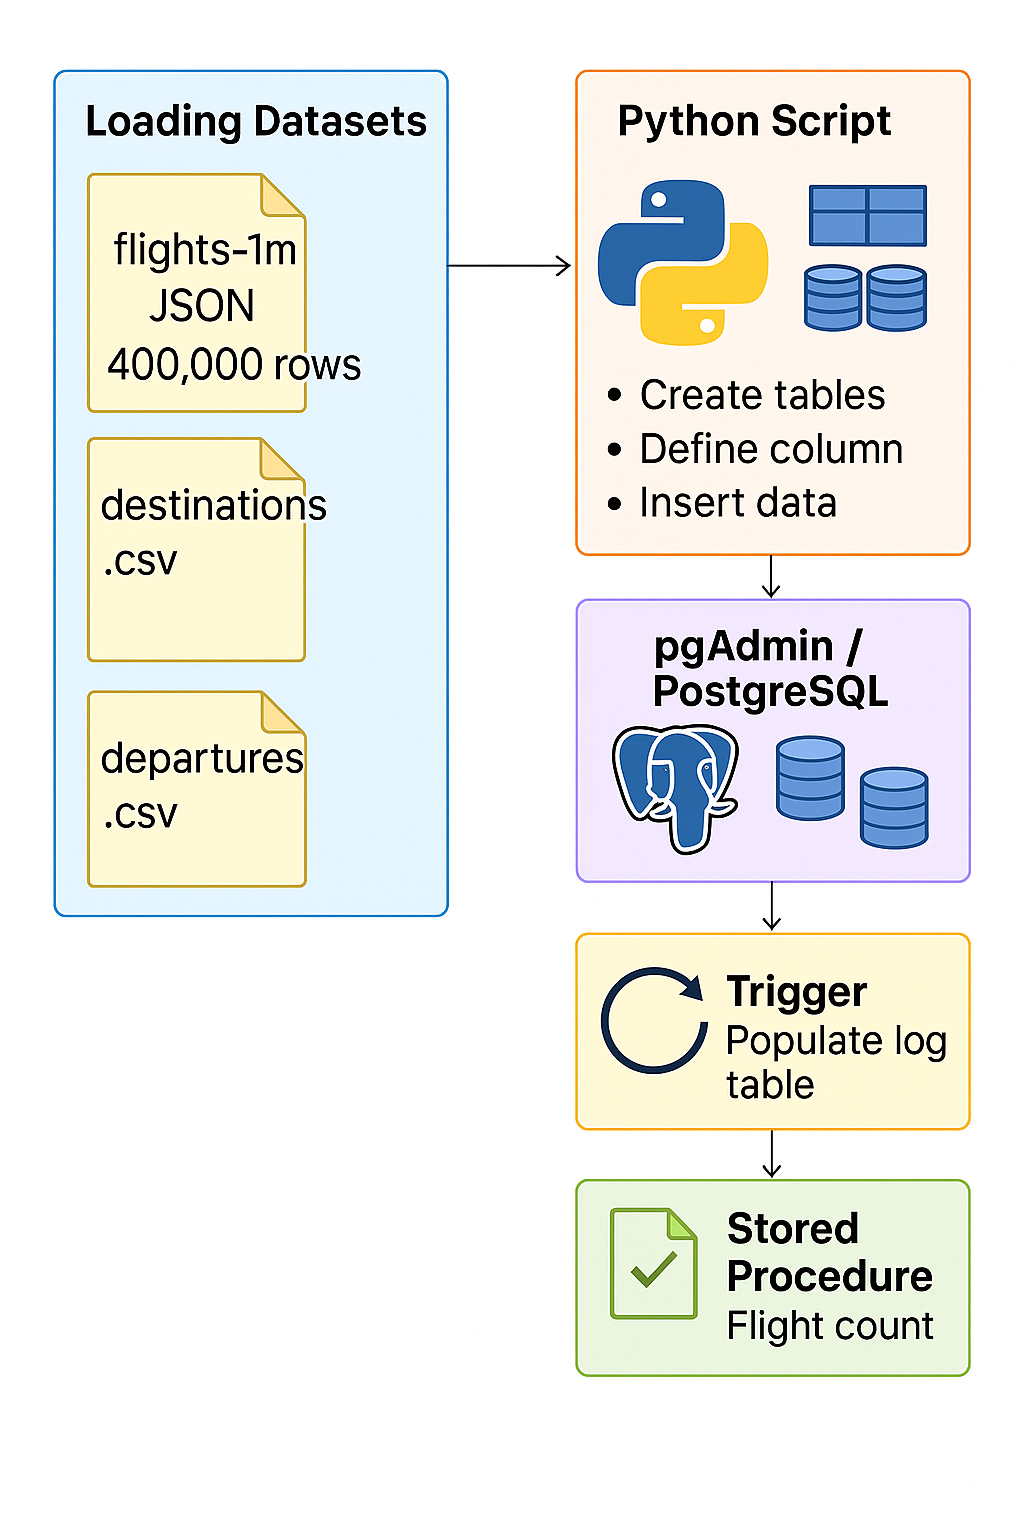 Loading Datasets
flights-1m
JSON
400,000 rows
destinations
.csv
departures
.csv
Python Script
• Create tables
• Define column
• Insert data
pgAdmin /
PostgreSQL
Trigger
Populate log
table
Stored
Procedure
Flight count